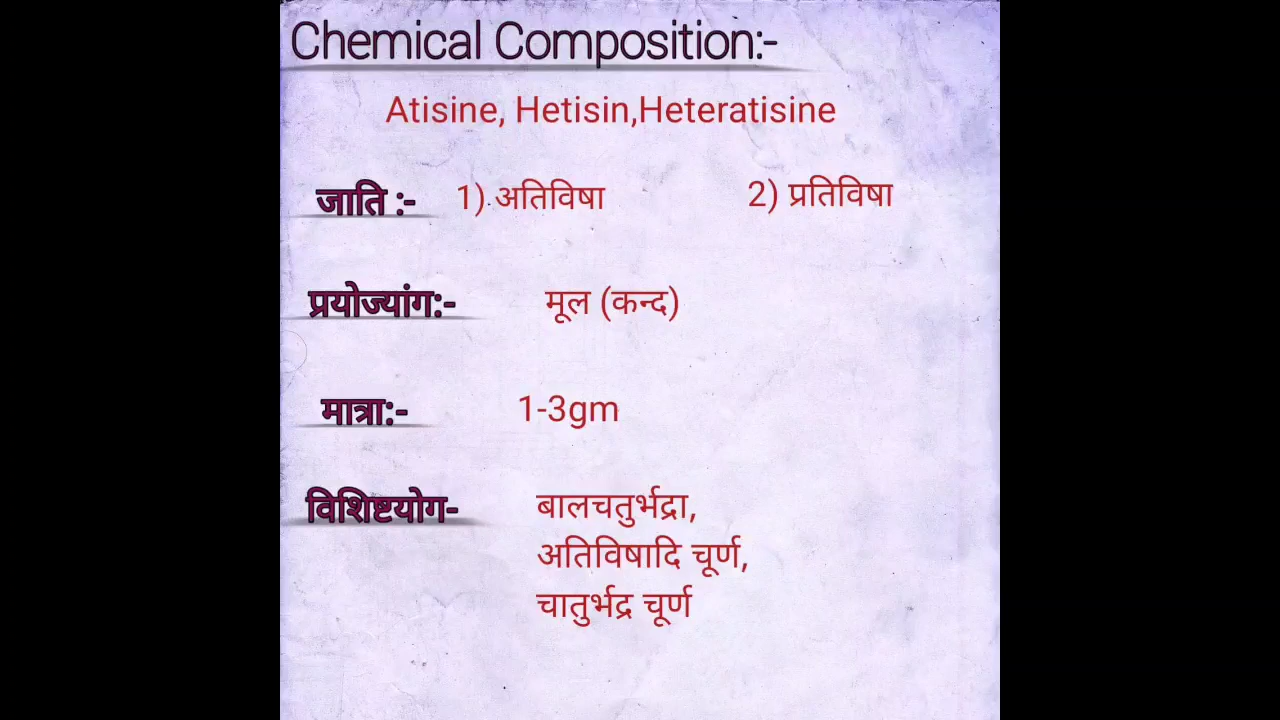 Chemical Composition:-
Atisine, Hetisin,Heteratisine
जाति :- 1) अतिविषा 2) प्रतिविषा
प्रयोज्यांग:- मूल (कन्द)
मात्रा:- 1-3gm
विशिष्टयोग- बालचतुर्भद्रा,
अतिविषादि चूर्ण,
चातुर्भद्र चूर्ण